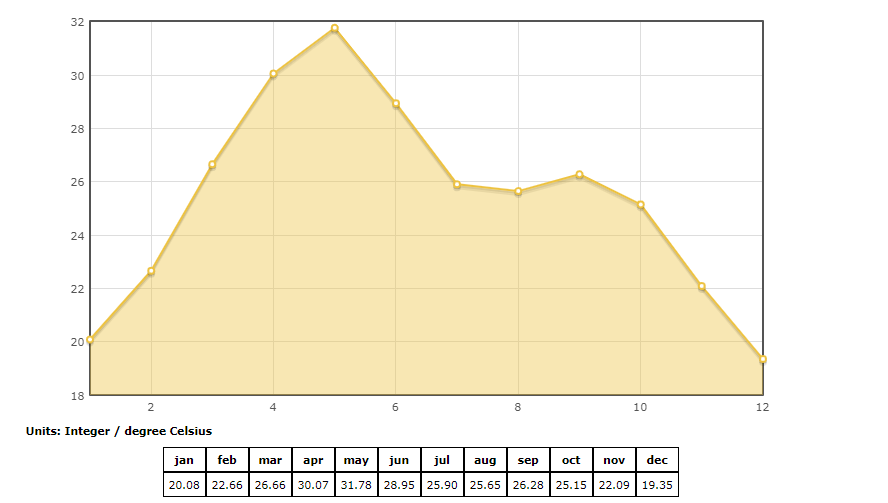 32
30
28
26
24
22
20
18
2 4 6 8 10 12
Units: Integer / degree Celsius
jan feb mar apr may jun jul aug sep oct nov dec
20.08 22.66 26.66 30.07 31.78 28.95 25.90 25.65 26.28 25.15 22.09 19.35